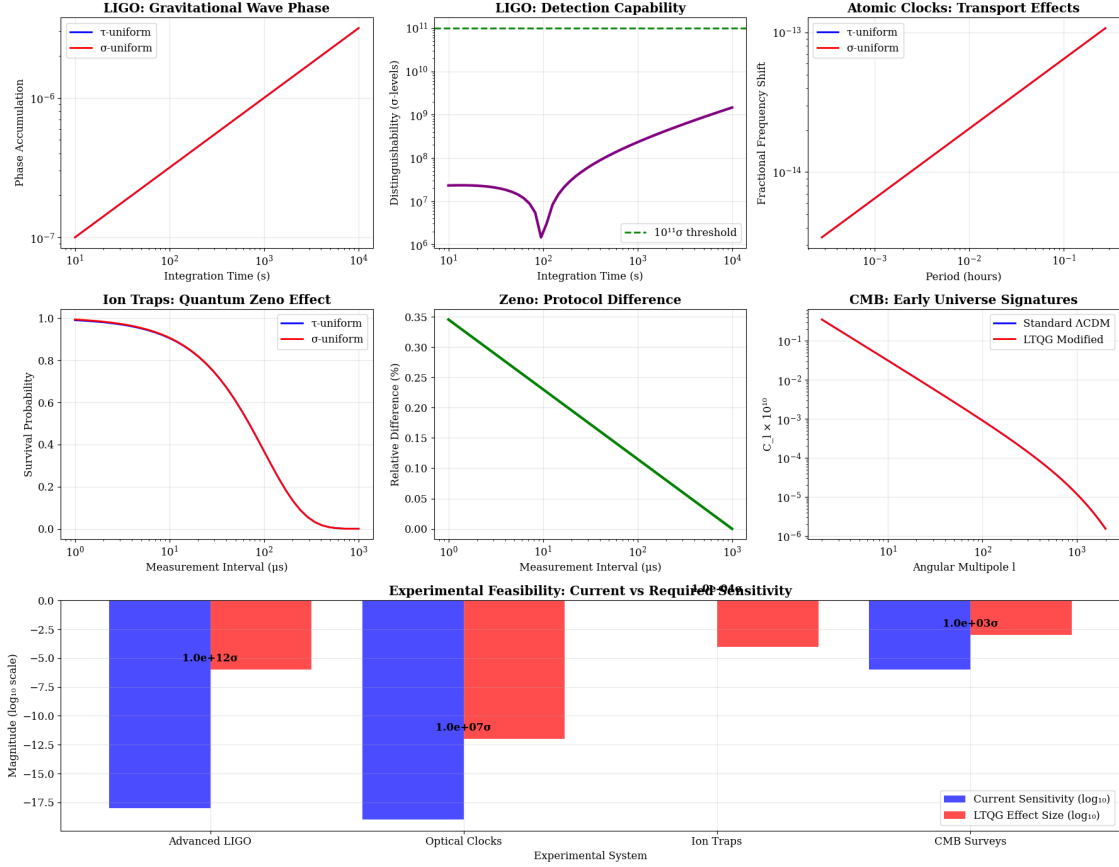 LIGO: Gravitational Wave Phase
Phase Accumulation
τ-uniform
σ-uniform
10⁻⁶
10⁻⁷
10¹ 10² 10³ 10⁴
Integration Time (s)
LIGO: Detection Capability
Distinguishability (σ-levels)
10¹¹
10¹⁰
10⁹
10⁸
10⁷
10⁶
10¹¹σ threshold
10¹ 10² 10³ 10⁴
Integration Time (s)
Atomic Clocks: Transport Effects
Fractional Frequency Shift
τ-uniform
σ-uniform
10⁻¹³
10⁻¹⁴
10⁻³ 10⁻² 10⁻¹
Period (hours)
Ion Traps: Quantum Zeno Effect
Survival Probability
τ-uniform
σ-uniform
1.0
0.8
0.6
0.4
0.2
0.0
10⁰ 10¹ 10² 10³
Measurement Interval (μs)
Zeno: Protocol Difference
Relative Difference (%)
0.35
0.30
0.25
0.20
0.15
0.10
0.05
0.00
10⁰ 10¹ 10² 10³
Measurement Interval (μs)
CMB: Early Universe Signatures
C_l × 10¹⁰
Standard ΛCDM
LTQG Modified
10⁻¹
10⁻²
10⁻³
10⁻⁴
10⁻⁵
10⁻⁶
10¹ 10² 10³
Angular Multipole l
Experimental Feasibility: Current vs Required Sensitivity
1.0e+04σ
Magnitude (log₁₀ scale)
0.0
−2.5
−5.0
−7.5
−10.0
−12.5
−15.0
−17.5
1.0e+12σ
1.0e+07σ
1.0e+03σ
Current Sensitivity (log₁₀)
LTQG Effect Size (log₁₀)
Advanced LIGO Optical Clocks Ion Traps CMB Surveys
Experimental System